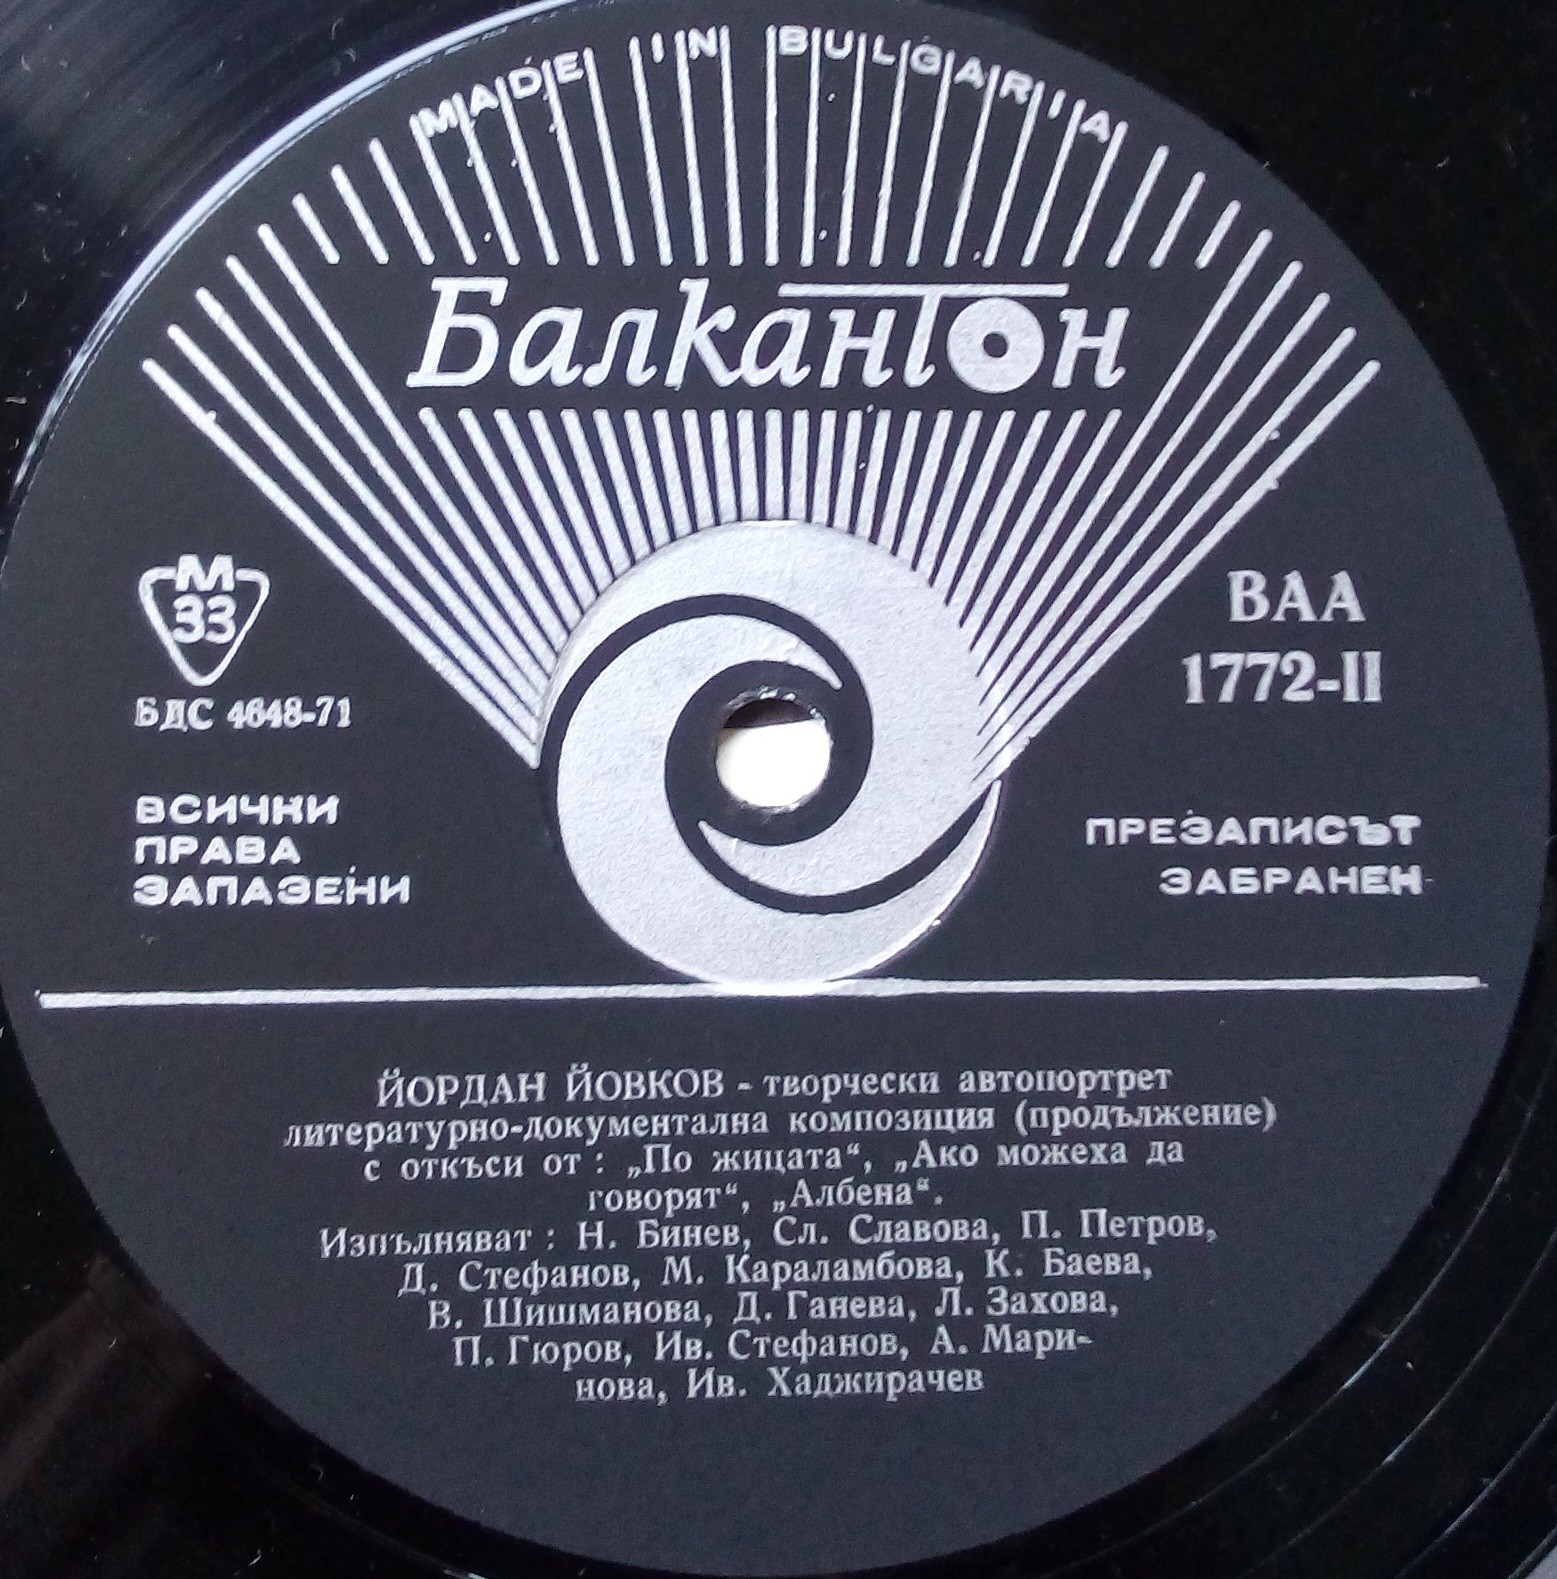 MADE IN BULGARIA
Балкантон
М
33
БДС 4648-71
ВАА
1772-II
ВСИЧКИ
ПРАВА
ЗАПАЗЕНИ
ПРЕЗАПИСЪТ
ЗАБРАНЕН
ЙОРДАН ЙОВКОВ - творчески автопортрет
литературно-документална композиция (продължение)
с откъси от : „По жицата“, „Ако можеха да
говорят“, „Албена“.
Изпълняват : Н. Бинев, Сл. Славова, П. Петров,
Д. Стефанов, М. Караламбова, К. Баева,
В. Шишманова, Д. Ганева, Л. Захова,
П. Гюров, Ив. Стефанов, А. Мари-
нова, Ив. Хаджирачев